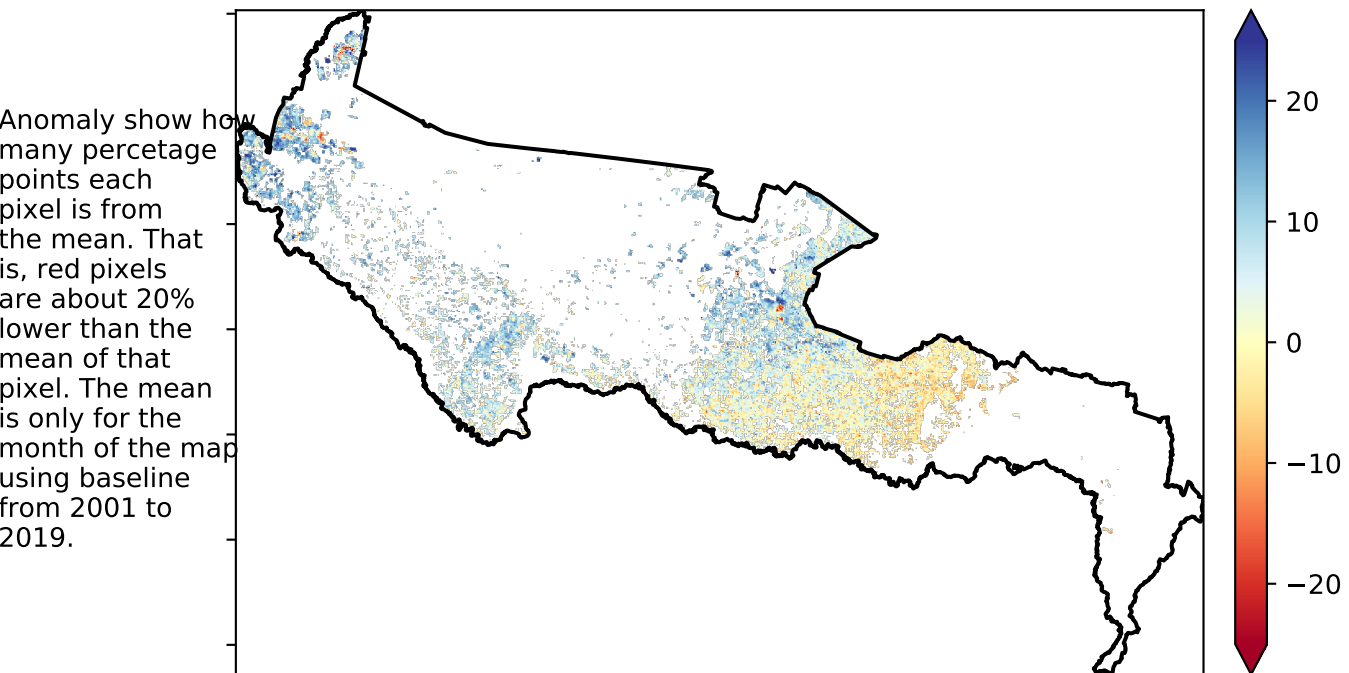 Anomaly show how
many percetage
points each
pixel is from
the mean. That
is, red pixels
are about 20%
lower than the
mean of that
pixel. The mean
is only for the
month of the map
using baseline
from 2001 to
2019.
20
10
0
−10
−20